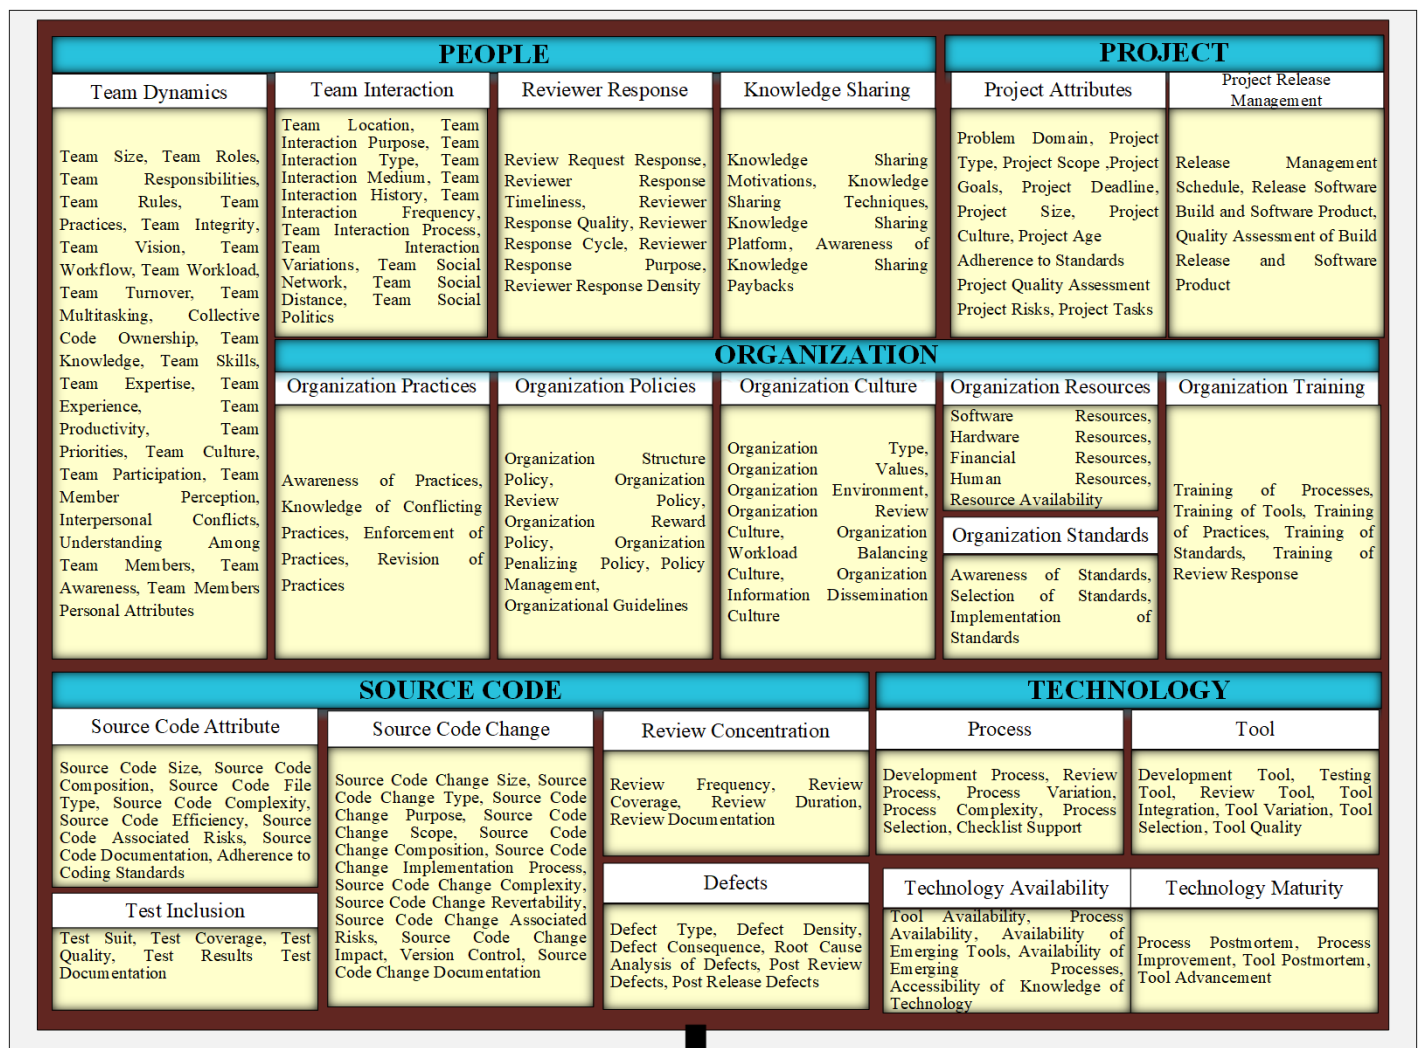 PEOPLE
Team Dynamics
Team Size, Team Roles,
Team Responsibilities,
Team Rules, Team
Practices, Team Integrity,
Team Vision, Team
Workflow, Team Workload,
Team Turnover, Team
Multitasking, Collective
Code Ownership, Team
Knowledge, Team Skills,
Team Expertise, Team
Experience, Team
Productivity, Team
Priorities, Team Culture,
Team Participation, Team
Member Perception,
Interpersonal Conflicts,
Understanding Among
Team Members, Team
Awareness, Team Members
Personal Attributes
Team Interaction
Team Location, Team
Interaction Purpose, Team
Interaction Type, Team
Interaction Medium, Team
Interaction History, Team
Interaction Frequency,
Team Interaction Process,
Team Interaction
Variations, Team Social
Network, Team Social
Distance, Team Social
Politics
Reviewer Response
Review Request Response,
Reviewer Response
Timeliness, Reviewer
Response Quality, Reviewer
Response Cycle, Reviewer
Response Purpose,
Reviewer Response Density
Knowledge Sharing
Knowledge Sharing
Motivations, Knowledge
Sharing Techniques,
Knowledge Sharing
Platform, Awareness of
Knowledge Sharing
Paybacks
PROJECT
Project Attributes
Problem Domain, Project
Type, Project Scope ,Project
Goals, Project Deadline,
Project Size, Project
Culture, Project Age
Adherence to Standards
Project Quality Assessment
Project Risks, Project Tasks
Project Release
Management
Release Management
Schedule, Release Software
Build and Software Product,
Quality Assessment of Build
Release and Software
Product
ORGANIZATION
Organization Practices
Awareness of Practices,
Knowledge of Conflicting
Practices, Enforcement of
Practices, Revision of
Practices
Organization Policies
Organization Structure
Policy, Organization
Review Policy,
Organization Reward
Policy, Organization
Penalizing Policy, Policy
Management,
Organizational Guidelines
Organization Culture
Organization Type,
Organization Values,
Organization Environment,
Organization Review
Culture, Organization
Workload Balancing
Culture, Organization
Information Dissemination
Culture
Organization Resources
Software Resources,
Hardware Resources,
Financial Resources,
Human Resources,
Resource Availability
Organization Standards
Awareness of Standards,
Selection of Standards,
Implementation of
Standards
Organization Training
Training of Processes,
Training of Tools, Training
of Practices, Training of
Standards, Training of
Review Response
SOURCE CODE
Source Code Attribute
Source Code Size, Source Code
Composition, Source Code File
Type, Source Code Complexity,
Source Code Efficiency, Source
Code Associated Risks, Source
Code Documentation, Adherence to
Coding Standards
Test Inclusion
Test Suit, Test Coverage, Test
Quality, Test Results Test
Documentation
Source Code Change
Source Code Change Size, Source
Code Change Type, Source Code
Change Purpose, Source Code
Change Scope, Source Code
Change Composition, Source Code
Change Implementation Process,
Source Code Change Complexity,
Source Code Change Revertability,
Source Code Change Associated
Risks, Source Code Change
Impact, Version Control, Source
Code Change Documentation
Review Concentration
Review Frequency, Review
Coverage, Review Duration,
Review Documentation
Defects
Defect Type, Defect Density,
Defect Consequence, Root Cause
Analysis of Defects, Post Review
Defects, Post Release Defects
TECHNOLOGY
Process
Development Process, Review
Process, Process Variation,
Process Complexity, Process
Selection, Checklist Support
Tool
Development Tool, Testing
Tool, Review Tool, Tool
Integration, Tool Variation, Tool
Selection, Tool Quality
Technology Availability
Tool Availability, Process
Availability, Availability of
Emerging Tools, Availability of
Emerging Processes,
Accessibility of Knowledge of
Technology
Technology Maturity
Process Postmortem, Process
Improvement, Tool Postmortem,
Tool Advancement